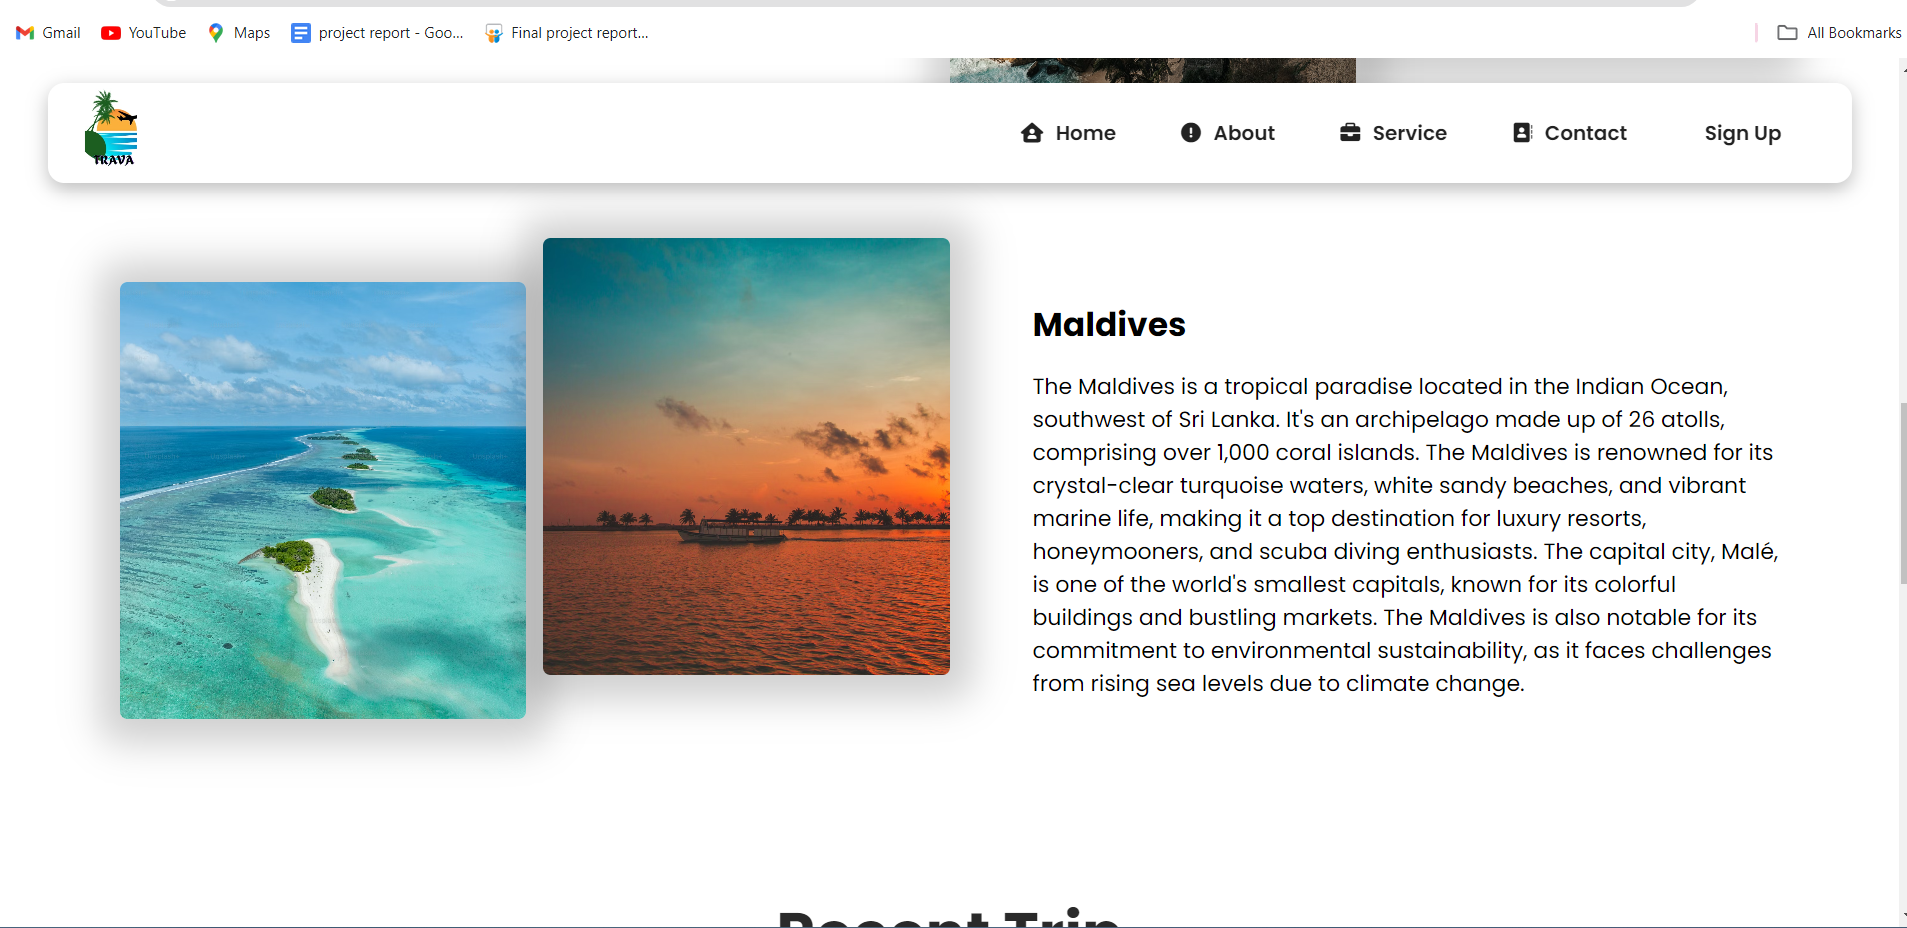 Gmail YouTube Maps project report - Goo... Final project report... All Bookmarks
TRAVA
Home About Service Contact Sign Up
Maldives
The Maldives is a tropical paradise located in the Indian Ocean,
southwest of Sri Lanka. It's an archipelago made up of 26 atolls,
comprising over 1,000 coral islands. The Maldives is renowned for its
crystal-clear turquoise waters, white sandy beaches, and vibrant
marine life, making it a top destination for luxury resorts,
honeymooners, and scuba diving enthusiasts. The capital city, Malé,
is one of the world's smallest capitals, known for its colorful
buildings and bustling markets. The Maldives is also notable for its
commitment to environmental sustainability, as it faces challenges
from rising sea levels due to climate change.
Recent Trip